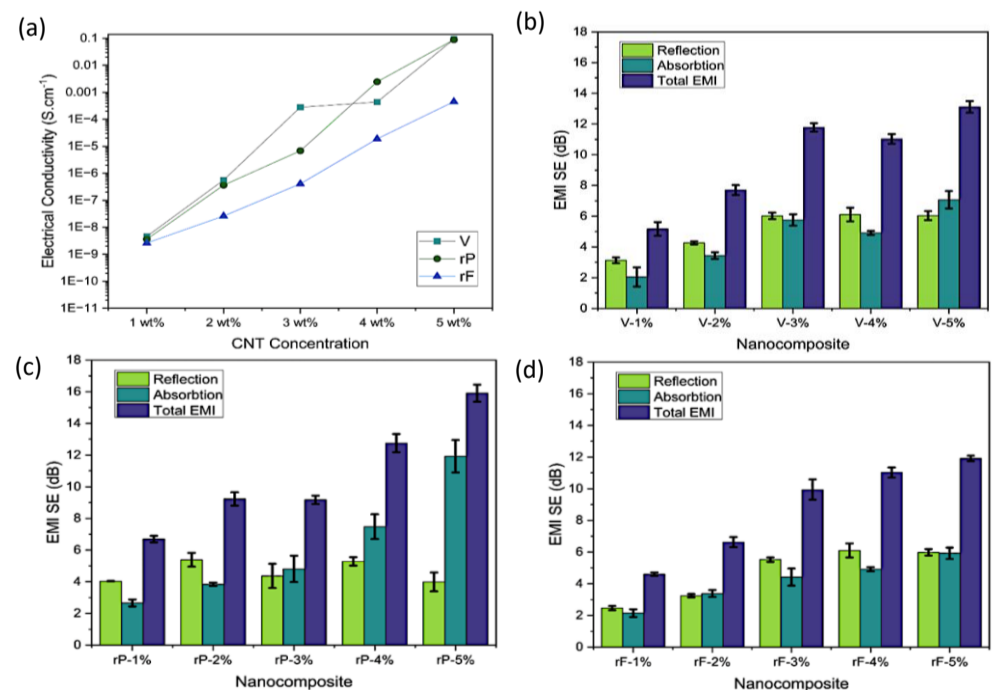 (a)
Electrical Conductivity (S.cm⁻¹)
0.1
0.01
0.001
1E−4
1E−5
1E−6
1E−7
1E−8
1E−9
1E−10
1E−11
V
rP
rF
1 wt%
2 wt%
3 wt%
4 wt%
5 wt%
CNT Concentration
(b)
EMI SE (dB)
18
16
14
12
10
8
6
4
2
0
Reflection
Absorbtion
Total EMI
V-1%
V-2%
V-3%
V-4%
V-5%
Nanocomposite
(c)
EMI SE (dB)
18
16
14
12
10
8
6
4
2
0
Reflection
Absorbtion
Total EMI
rP-1%
rP-2%
rP-3%
rP-4%
rP-5%
Nanocomposite
(d)
EMI SE (dB)
18
16
14
12
10
8
6
4
2
0
Reflection
Absorbtion
Total EMI
rF-1%
rF-2%
rF-3%
rF-4%
rF-5%
Nanocomposite